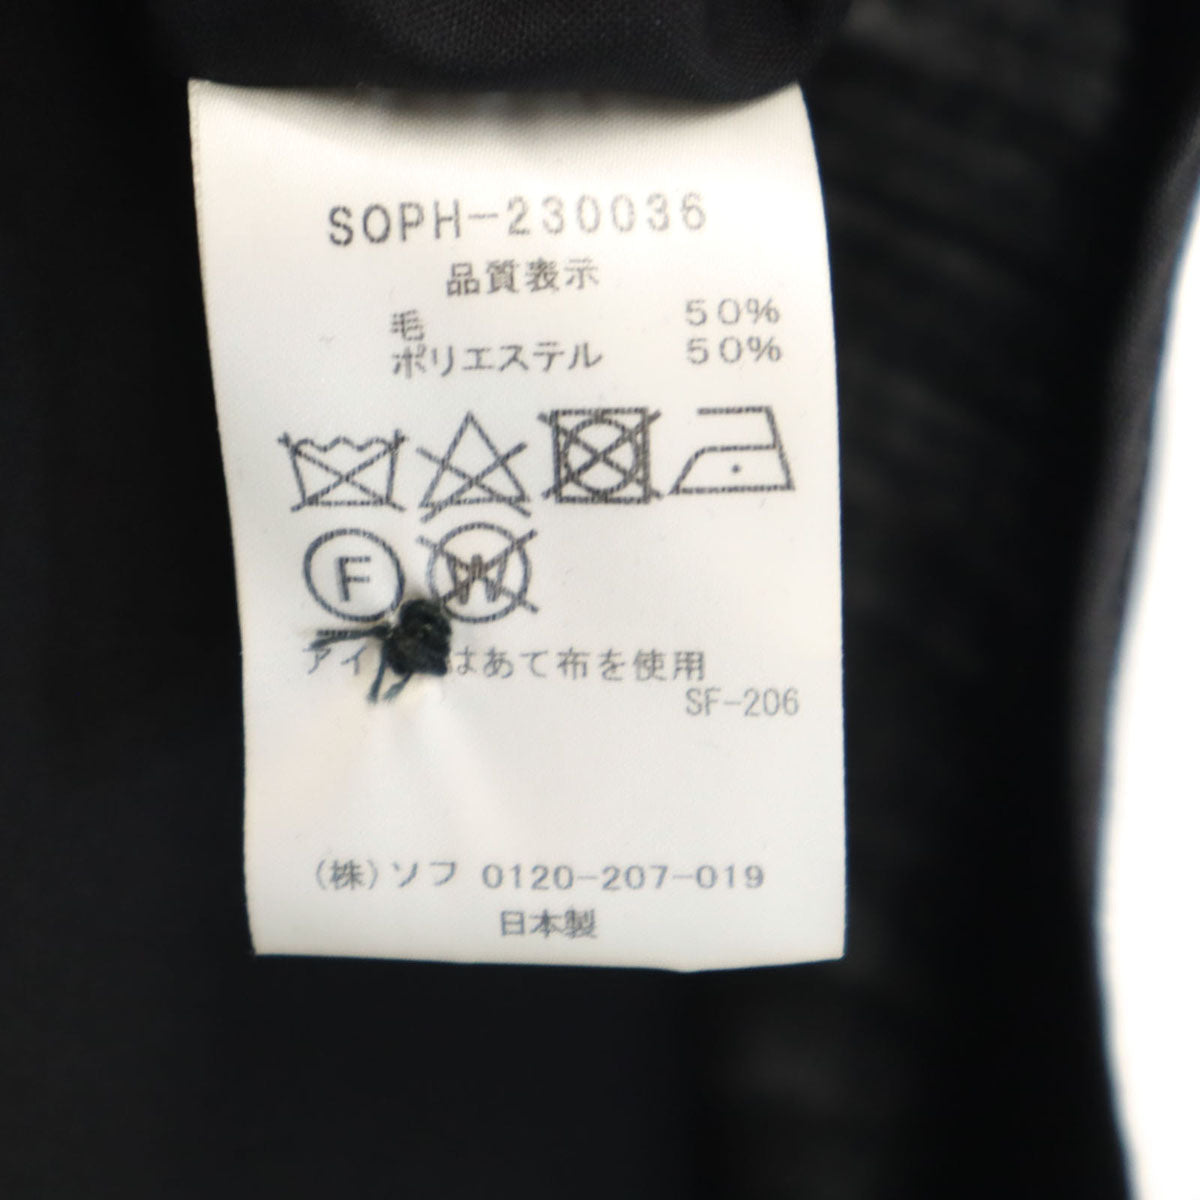 SOPH-230036
品質表示
毛 50%
ポリエステル 50%
F W
アイ はあて布を使用
SF-206
(株)ソフ 0120-207-019
日本製